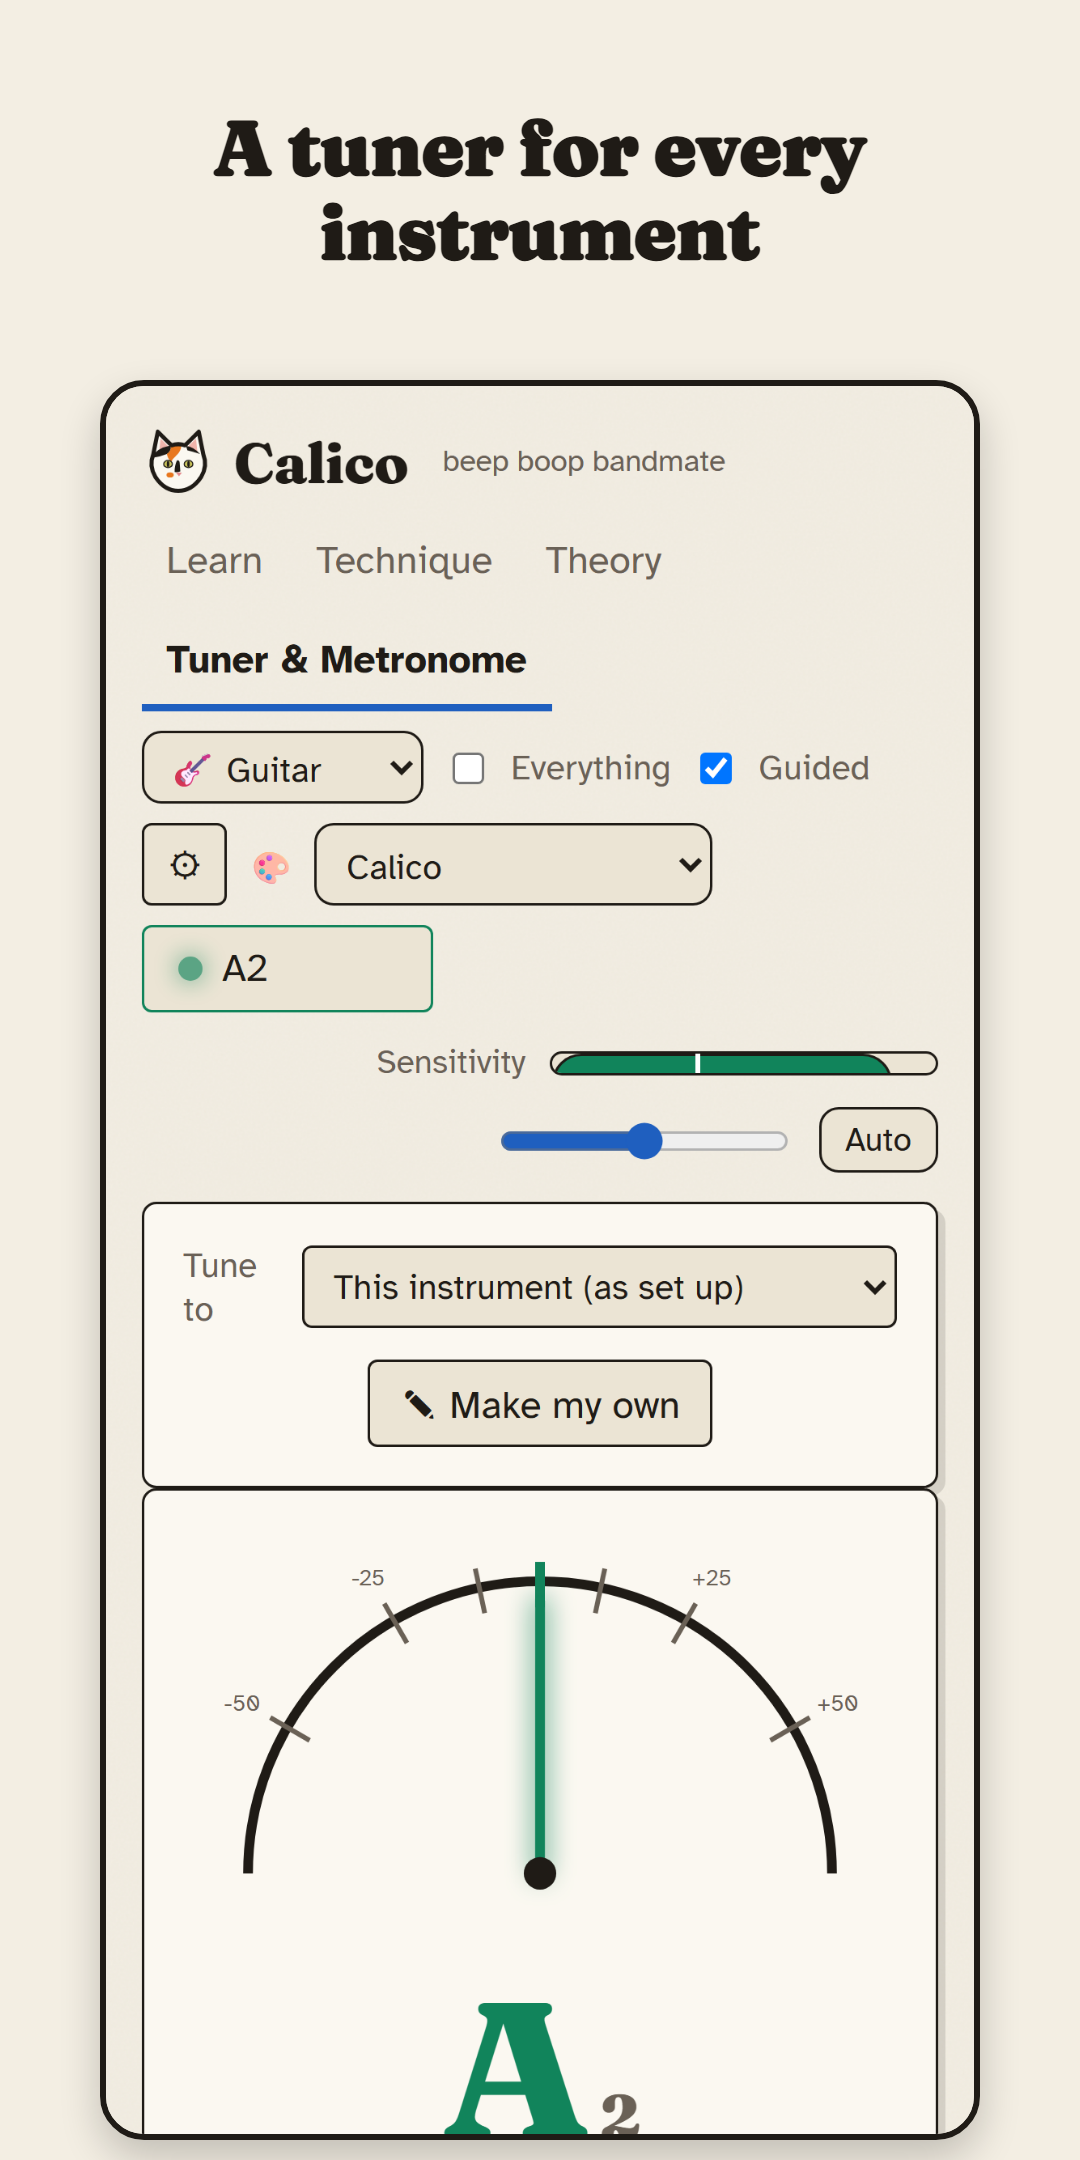 A tuner for every
instrument
Calico beep boop bandmate
Learn Technique Theory
Tuner & Metronome
Guitar Everything Guided
Calico
A2
Sensitivity
Auto
Tune
to
This instrument (as set up)
Make my own
-25 +25
-50 +50
A2